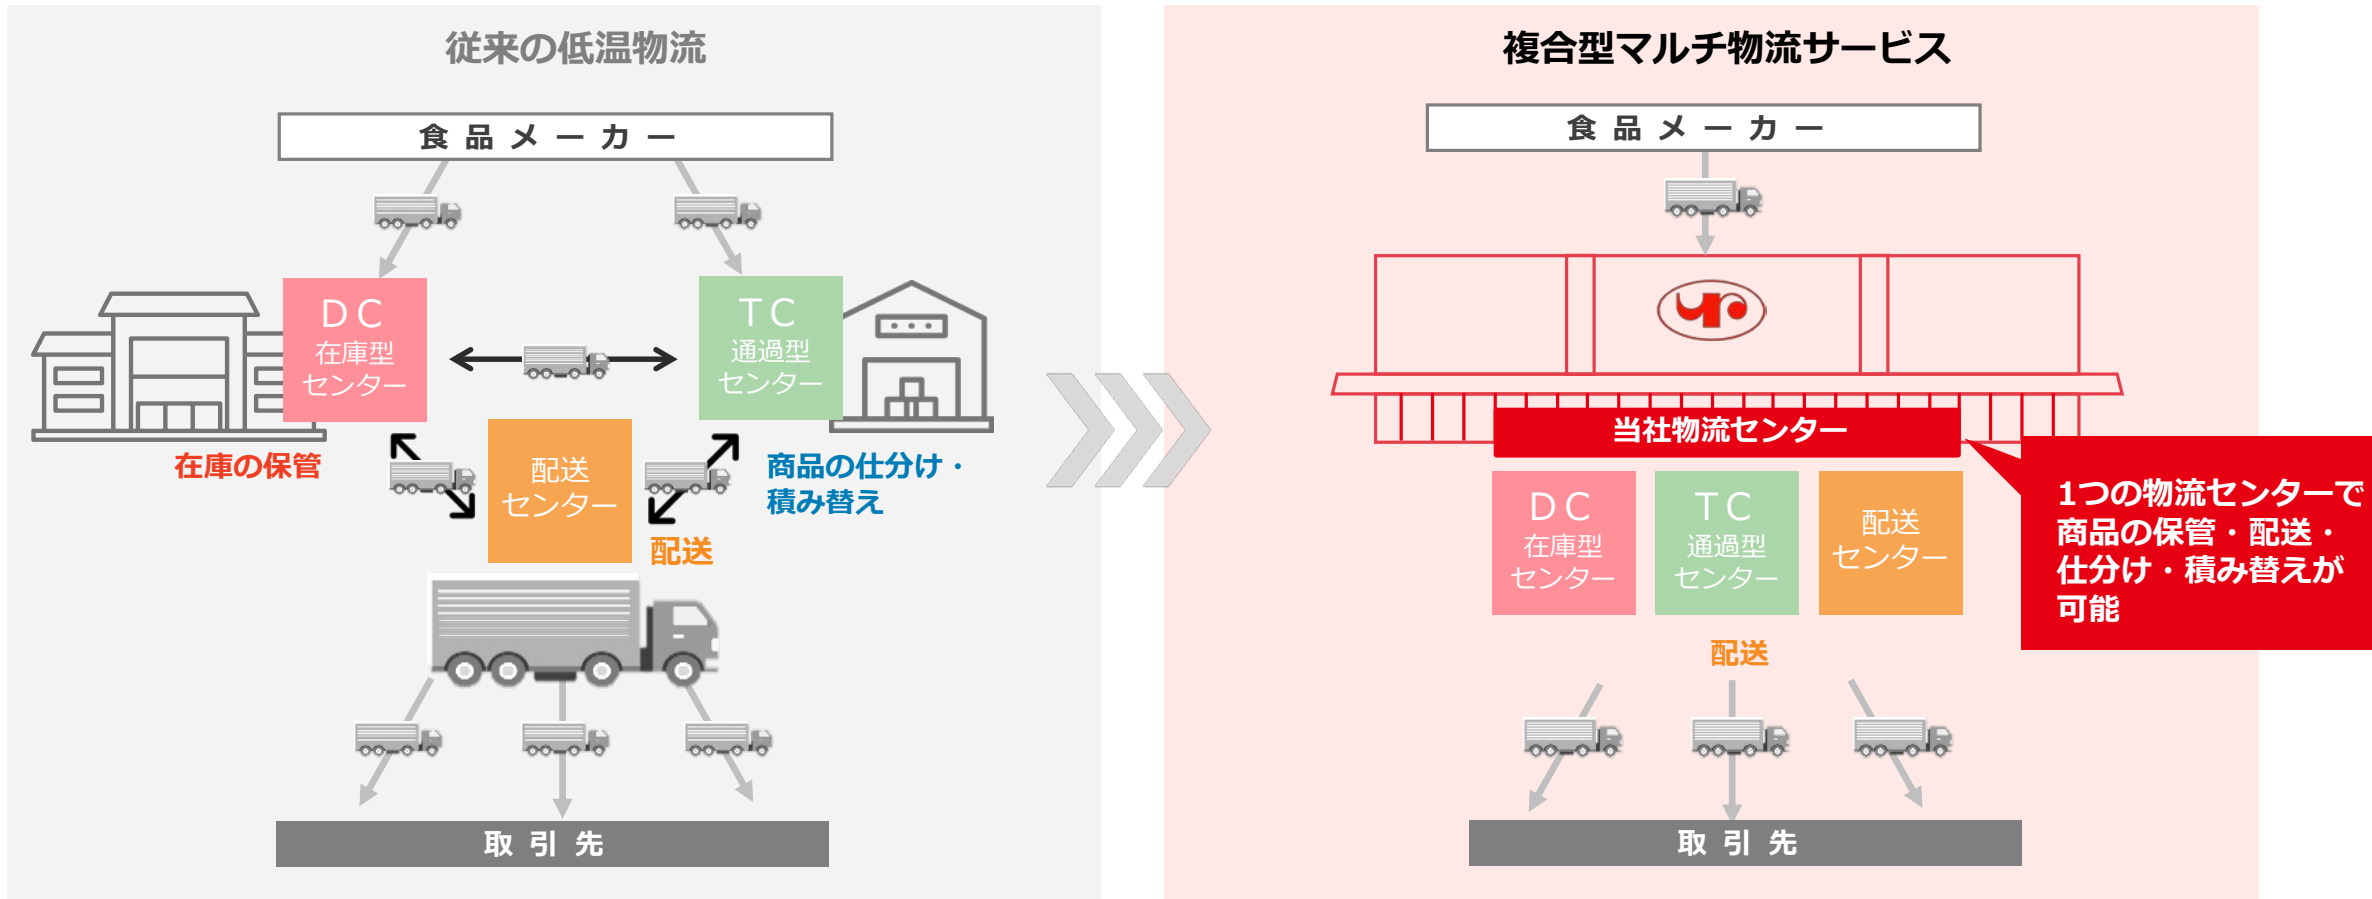 従来の低温物流
食品メーカー
DC
在庫型
センター
TC
通過型
センター
在庫の保管
配送
センター
商品の仕分け・
積み替え
配送
取引先
複合型マルチ物流サービス
食品メーカー
当社物流センター
DC
在庫型
センター
TC
通過型
センター
配送
センター
1つの物流センターで
商品の保管・配送・
仕分け・積み替えが
可能
配送
取引先